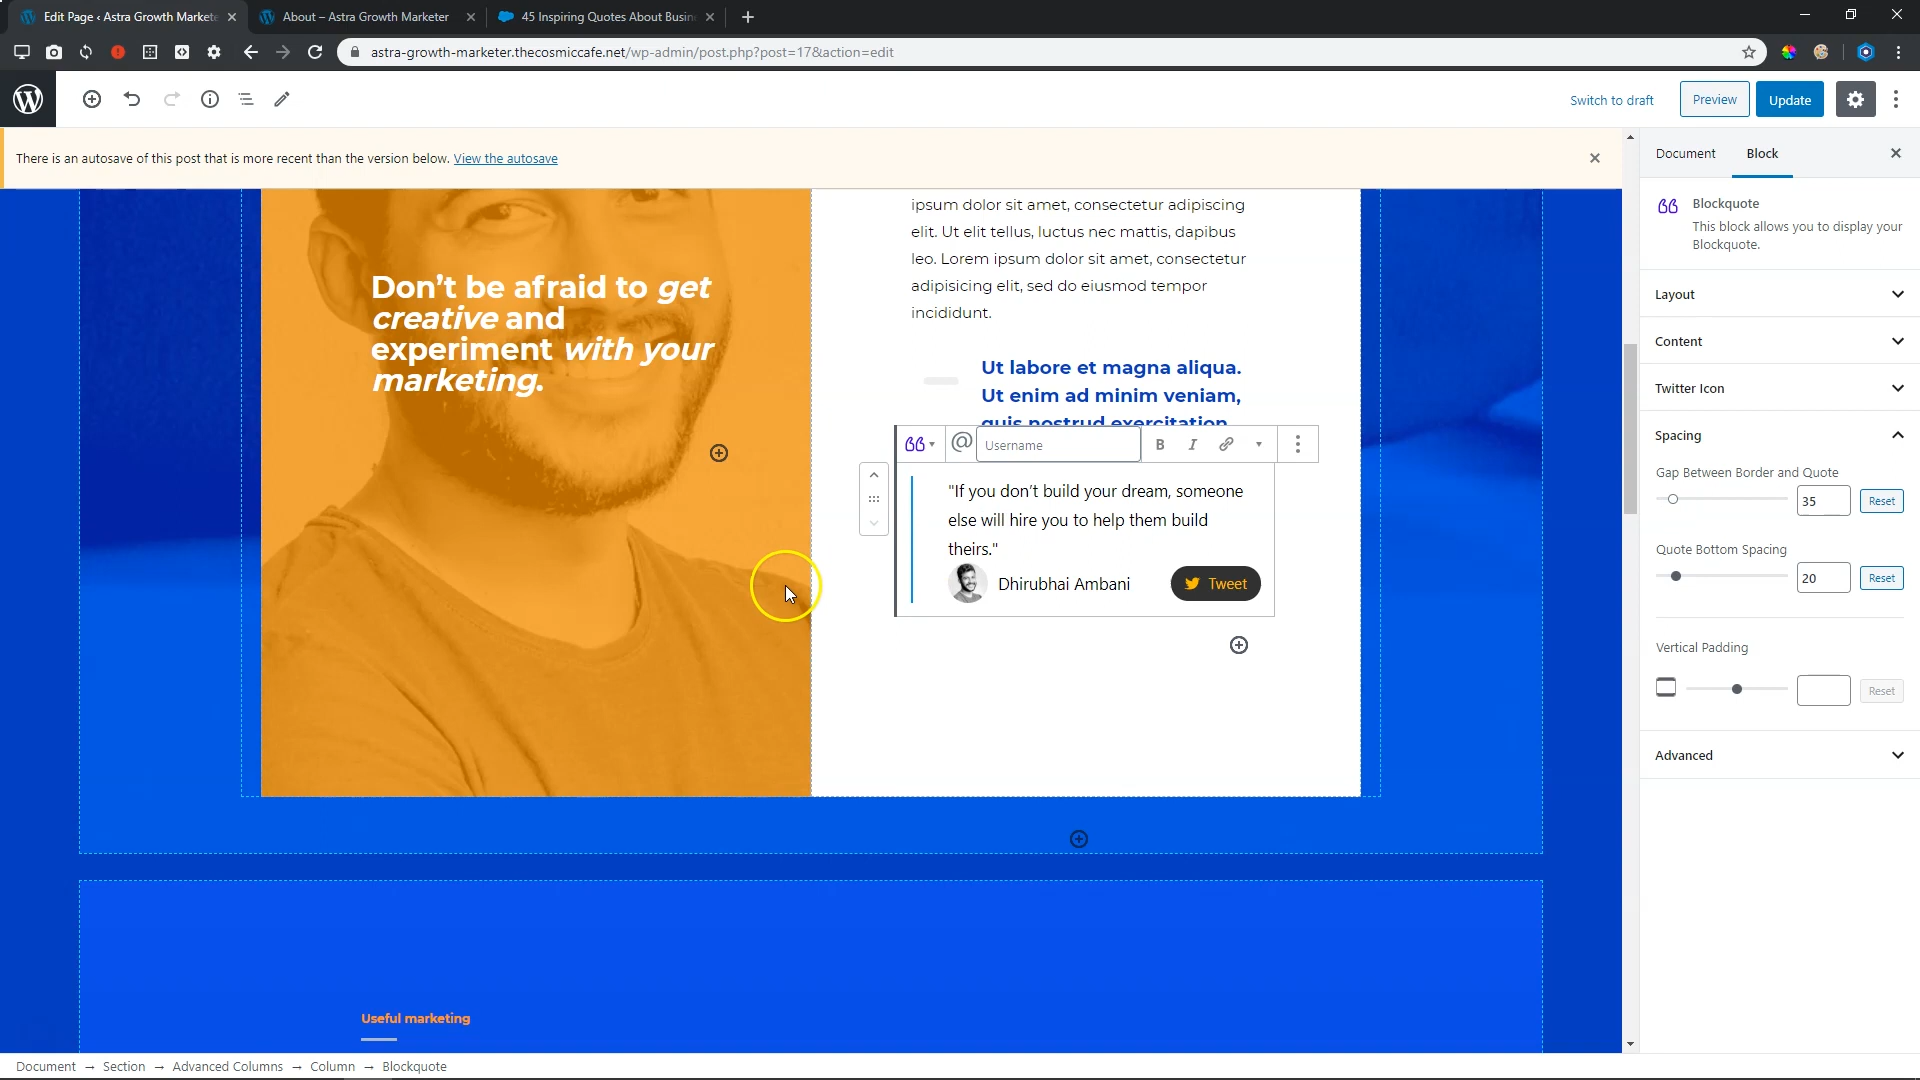 Edit Page ‹ Astra Growth Markete
About – Astra Growth Marketer
45 Inspiring Quotes About Busin
astra-growth-marketer.thecosmiccafe.net/wp-admin/post.php?post=17&action=edit
Switch to draft
Preview
Update
There is an autosave of this post that is more recent than the version below. View the autosave
Don't be afraid to get
creative and
experiment with your
marketing.
ipsum dolor sit amet, consectetur adipiscing
elit. Ut elit tellus, luctus nec mattis, dapibus
leo. Lorem ipsum dolor sit amet, consectetur
adipisicing elit, sed do eiusmod tempor
incididunt.
Ut labore et magna aliqua.
Ut enim ad minim veniam,
quis nostrud exercitation
@ Username B I
"If you don't build your dream, someone
else will hire you to help them build
theirs."
Dhirubhai Ambani
Tweet
Useful marketing
Document
Block
Blockquote
This block allows you to display your
Blockquote.
Layout
Content
Twitter Icon
Spacing
Gap Between Border and Quote
35 Reset
Quote Bottom Spacing
20 Reset
Vertical Padding
Reset
Advanced
Document → Section → Advanced Columns → Column → Blockquote